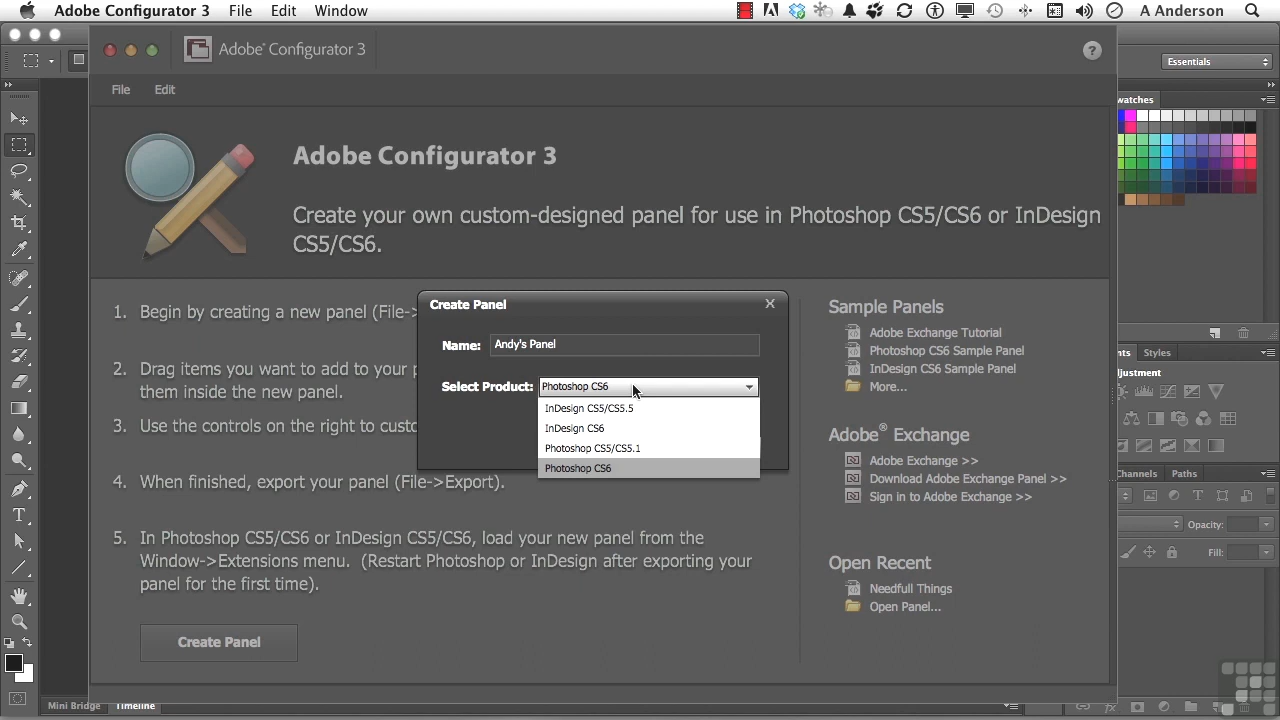 Adobe Configurator 3 File Edit Window A Anderson
Essentials
Adobe® Configurator 3
File Edit
Adobe Configurator 3
Create your own custom-designed panel for use in Photoshop CS5/CS6 or InDesign
CS5/CS6.
1. Begin by creating a new panel (File->
2. Drag items you want to add to your
them inside the new panel.
3. Use the controls on the right to
4. When finished, export your panel (File->Export).
5. In Photoshop CS5/CS6 or InDesign CS5/CS6, load your new panel from the
Window->Extensions menu. (Restart Photoshop or InDesign after exporting your
panel for the first time).
Create Panel
Create Panel
Name: Andy's Panel
Select Product: Photoshop CS6
InDesign CS5/CS5.5
InDesign CS6
Photoshop CS5/CS5.1
Photoshop CS6
Sample Panels
Adobe Exchange Tutorial
Photoshop CS6 Sample Panel
InDesign CS6 Sample Panel
More...
Adobe® Exchange
Adobe Exchange >>
Download Adobe Exchange Panel >>
Sign in to Adobe Exchange >>
Open Recent
Needfull Things
Open Panel...
watches
nts Styles
djustment
Channels Paths
Opacity:
Fill:
Mini Bridge Timeline